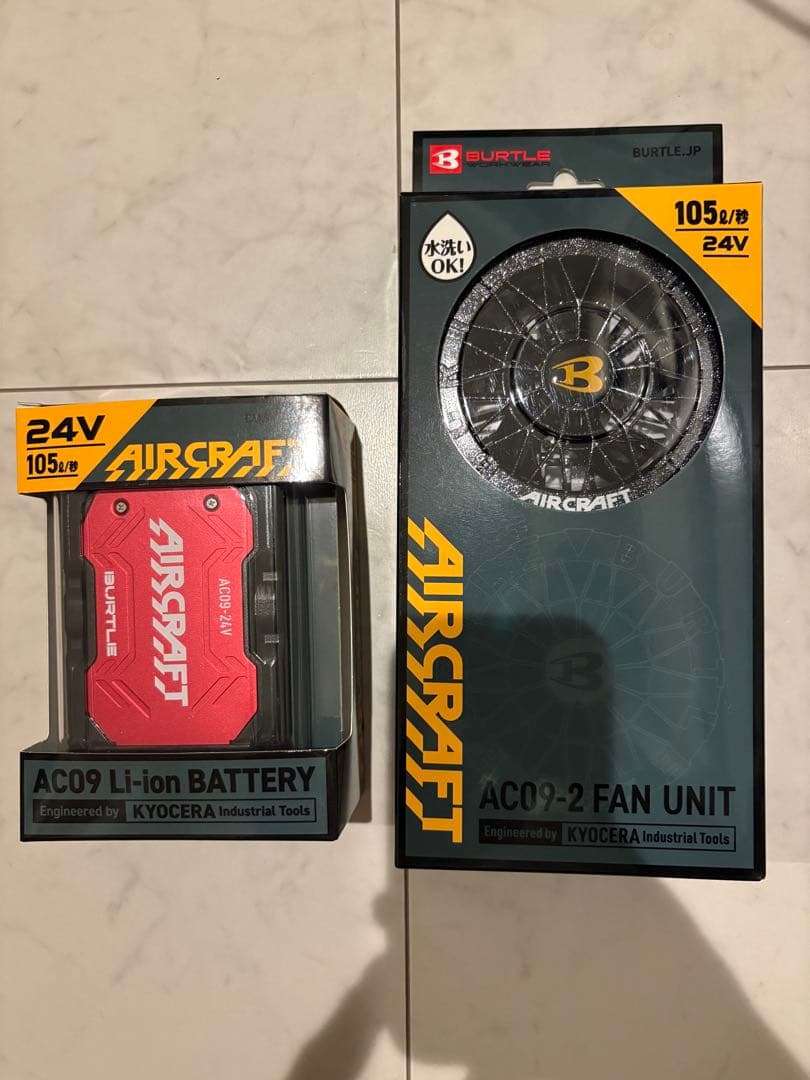 BURTLE
WORKWEAR
BURTLE.JP
105ℓ/秒
24V
水洗い
OK!
B
AIRCRAFT
AIRCRAFT
B
AC09-2 FAN UNIT
Engineered by KYOCERA Industrial Tools
24V
105ℓ/秒
AIRCRAFT
AIRCRAFT
BURTLE
AC09-24V
AC09 Li-ion BATTERY
Engineered by KYOCERA Industrial Tools